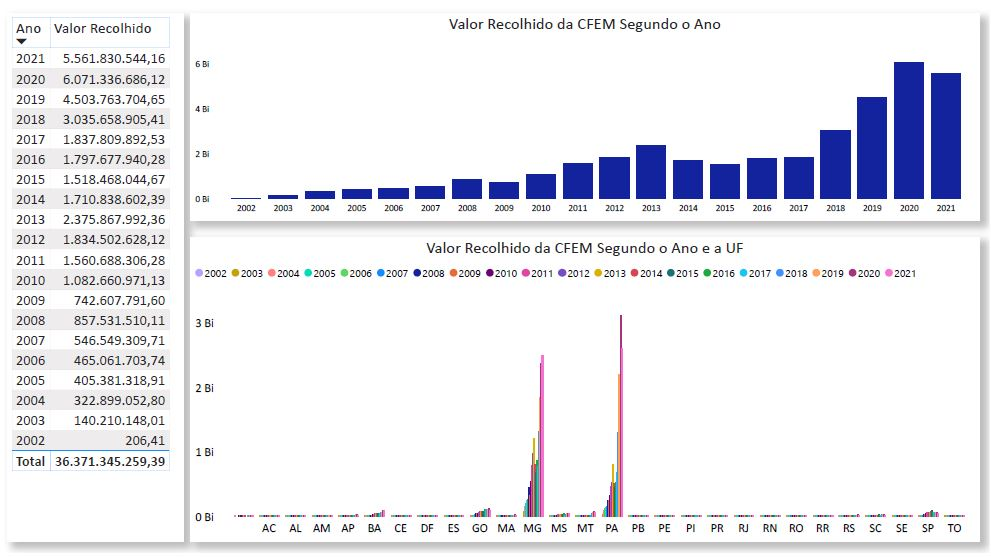 Ano Valor Recolhido
2021 5.561.830.544,16
2020 6.071.336.686,12
2019 4.503.763.704,65
2018 3.035.658.905,41
2017 1.837.809.892,53
2016 1.797.677.940,28
2015 1.518.468.044,67
2014 1.710.838.602,39
2013 2.375.867.992,36
2012 1.834.502.628,12
2011 1.560.688.306,28
2010 1.082.660.971,13
2009 742.607.791,60
2008 857.531.510,11
2007 546.549.309,71
2006 465.061.703,74
2005 405.381.318,91
2004 322.899.052,80
2003 140.210.148,01
2002 206,41
Total 36.371.345.259,39
Valor Recolhido da CFEM Segundo o Ano
6 Bi
4 Bi
2 Bi
0 Bi
2002 2003 2004 2005 2006 2007 2008 2009 2010 2011 2012 2013 2014 2015 2016 2017 2018 2019 2020 2021
Valor Recolhido da CFEM Segundo o Ano e a UF
2002 2003 2004 2005 2006 2007 2008 2009 2010 2011 2012 2013 2014 2015 2016 2017 2018 2019 2020 2021
3 Bi
2 Bi
1 Bi
0 Bi
AC AL AM AP BA CE DF ES GO MA MG MS MT PA PB PE PI PR RJ RN RO RR RS SC SE SP TO